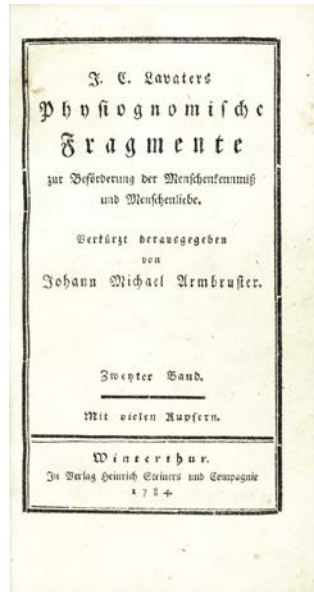 J. C. Lavaters
Physiognomische
Fragmente
zur Beförderung der Menschenkenntniß
und Menschenliebe.
Verkürzt herausgegeben
von
Johann Michael Armbruster.
Zweyter Band.
Mit vielen Kupfern.
Winterthur.
In Verlag Heinrich Steiners und Compagnie
1784